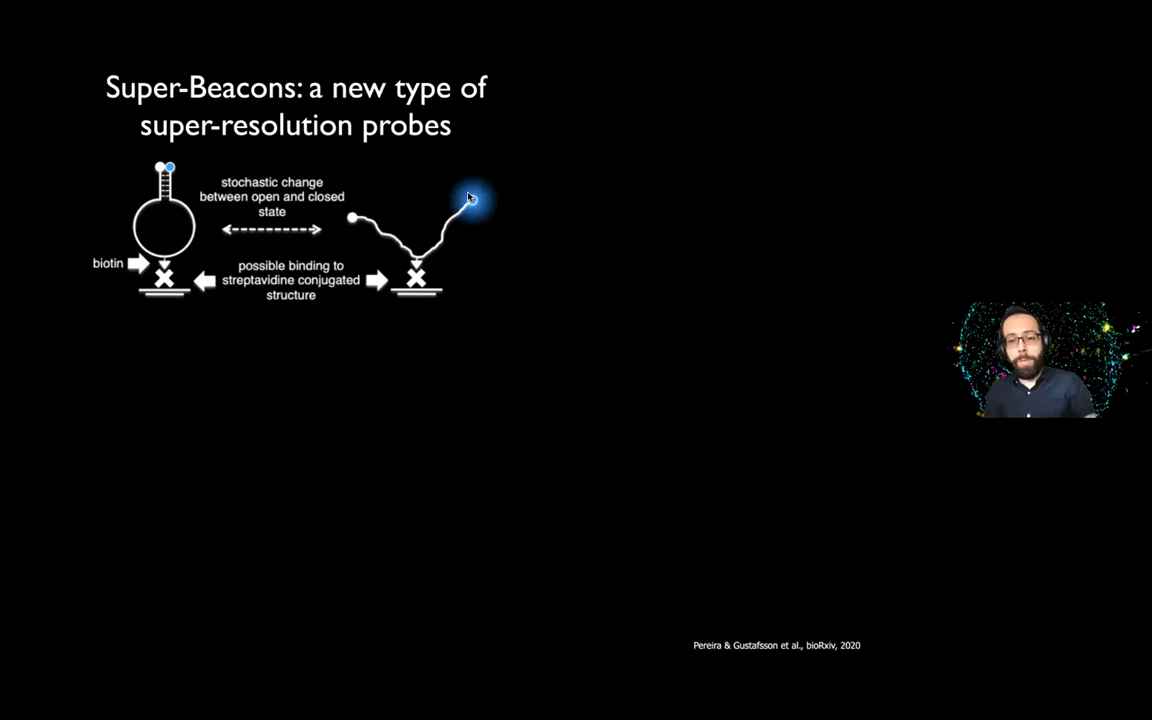 Super-Beacons: a new type of
super-resolution probes
stochastic change
between open and closed
state
biotin
possible binding to
streptavidine conjugated
structure
Pereira & Gustafsson et al., bioRxiv, 2020